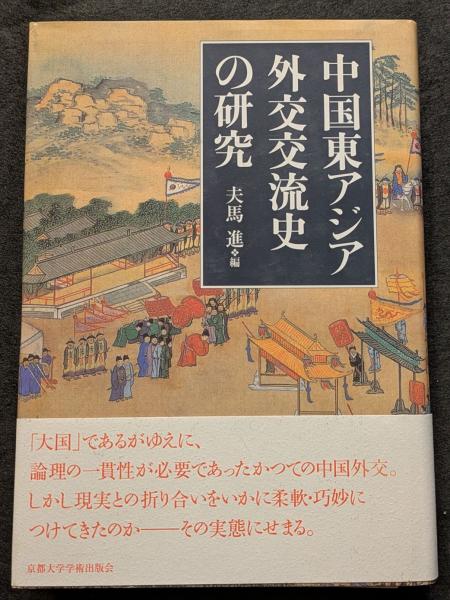 中国東アジア
外交交流史
の研究
夫馬 進❖編
「大国」であるがゆえに、
論理の一貫性が必要であったかつての中国外交。
しかし現実との折り合いをいかに柔軟・巧妙に
つけてきたのか——その実態にせまる。
京都大学学術出版会